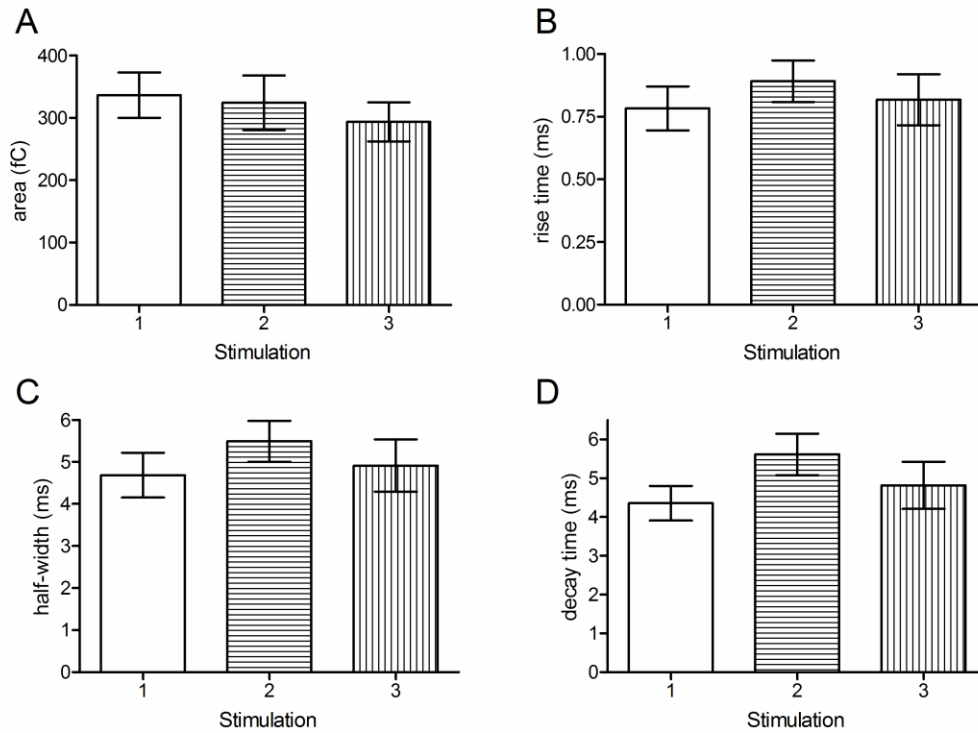 A
area (fC)
400
300
200
100
0
1 2 3
Stimulation
B
rise time (ms)
1.00
0.75
0.50
0.25
0.00
1 2 3
Stimulation
C
half-width (ms)
6
5
4
3
2
1
0
1 2 3
Stimulation
D
decay time (ms)
6
5
4
3
2
1
0
1 2 3
Stimulation